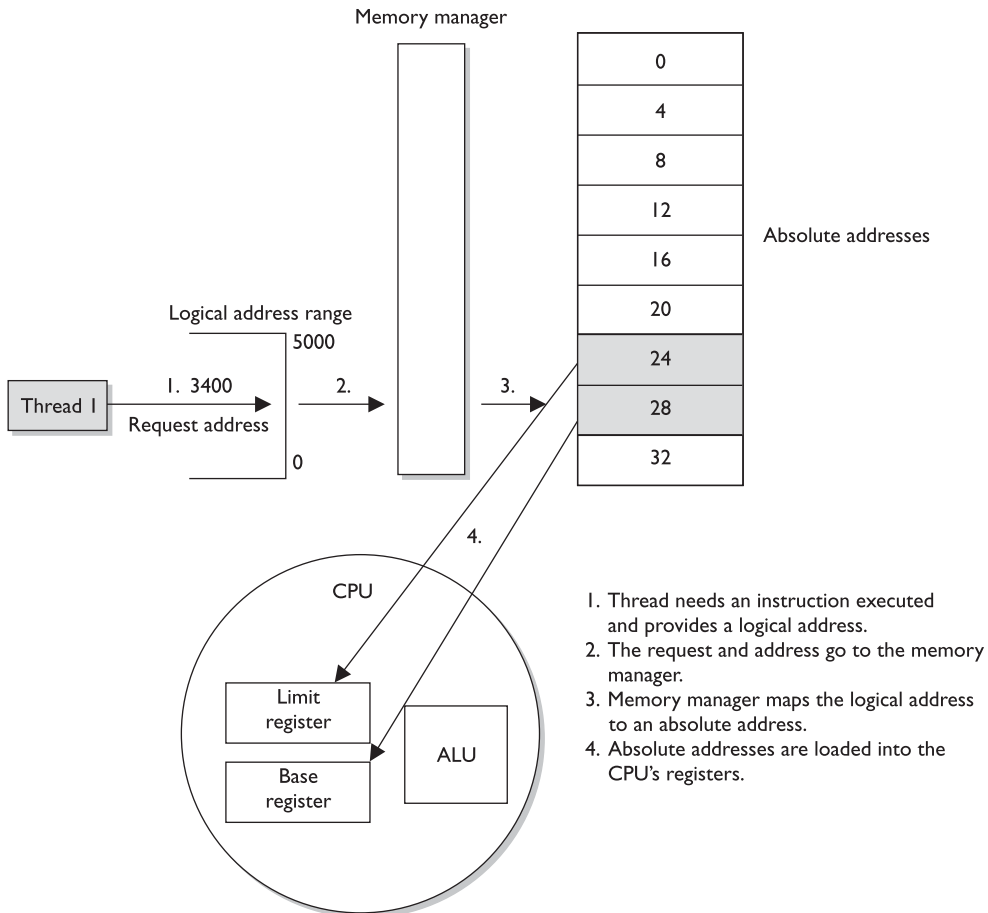 Memory manager
0
4
8
12
16
20
24
28
32
Absolute addresses
Logical address range
5000
0
Thread 1
1. 3400
Request address
2.
3.
4.
CPU
Limit
register
Base
register
ALU
1. Thread needs an instruction executed
and provides a logical address.
2. The request and address go to the memory
manager.
3. Memory manager maps the logical address
to an absolute address.
4. Absolute addresses are loaded into the
CPU's registers.